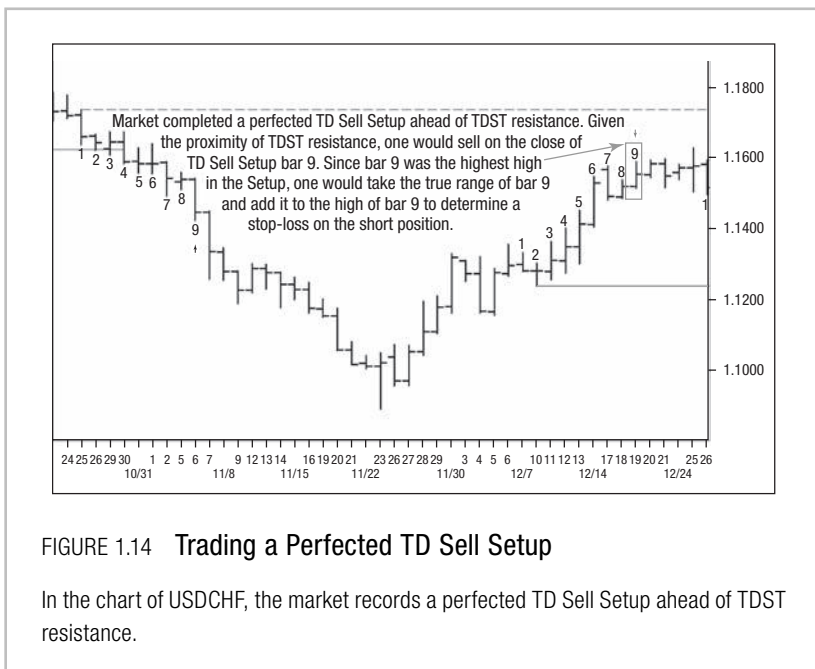 Market completed a perfected TD Sell Setup ahead of TDST resistance. Given
the proximity of TDST resistance, one would sell on the close of
TD Sell Setup bar 9. Since bar 9 was the highest high
in the Setup, one would take the true range of bar 9
and add it to the high of bar 9 to determine a
stop-loss on the short position.
1.1800
1.1600
1.1400
1.1200
1.1000
1 2 3 4 5 6 7 8 9
1 2 3 4 5 6 7 8 9
1
24 25 26 29 30 1 2 5 6 7 9 12 13 14 16 19 20 21 23 26 27 28 29 3 4 5 6 10 11 12 13 17 18 19 20 21 25 26
10/31 11/8 11/15 11/22 11/30 12/7 12/14 12/24
FIGURE 1.14 Trading a Perfected TD Sell Setup
In the chart of USDCHF, the market records a perfected TD Sell Setup ahead of TDST
resistance.